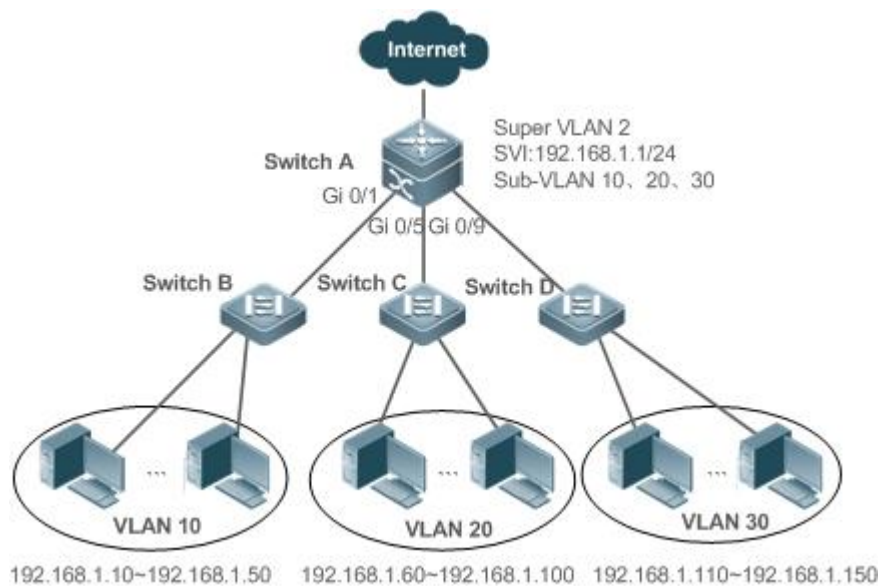 Internet
Super VLAN 2
SVI:192.168.1.1/24
Sub-VLAN 10、20、30
Switch A
Gi 0/1
Gi 0/5
Gi 0/9
Switch B
Switch C
Switch D
VLAN 10
VLAN 20
VLAN 30
...
...
...
192.168.1.10~192.168.1.50
192.168.1.60~192.168.1.100
192.168.1.110~192.168.1.150